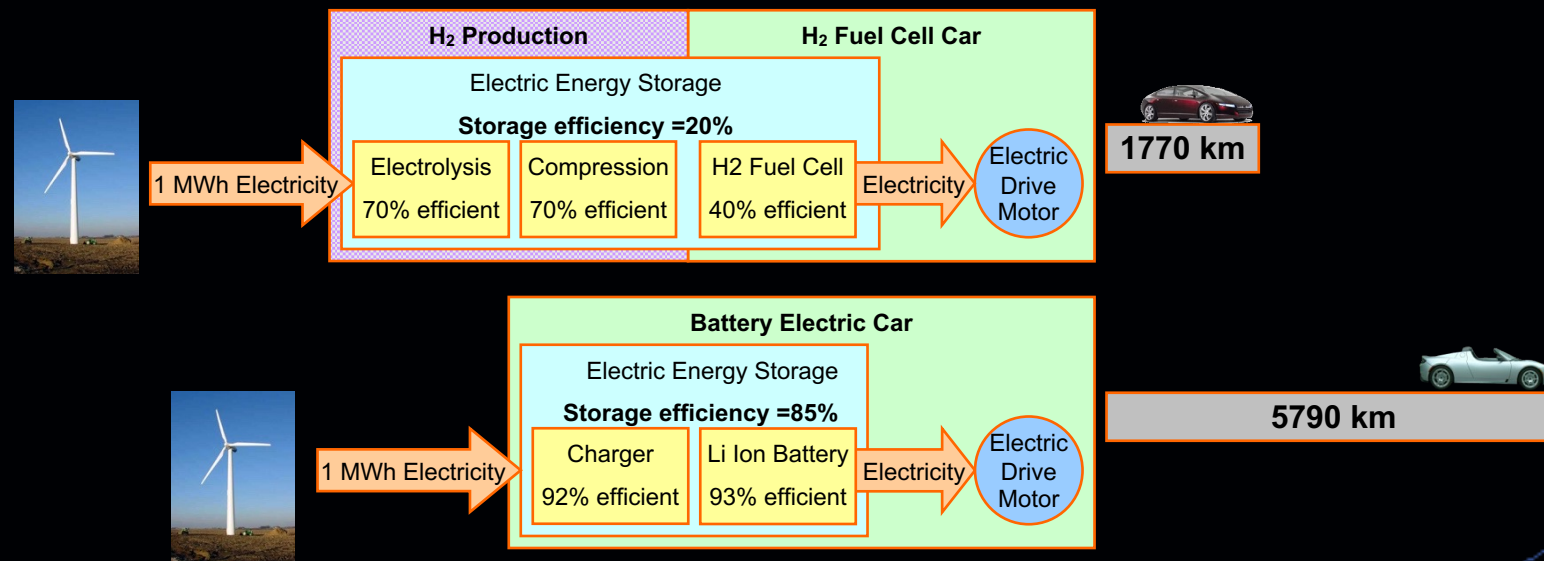 H₂ Production
H₂ Fuel Cell Car
Electric Energy Storage
Storage efficiency =20%
1 MWh Electricity
Electrolysis
70% efficient
Compression
70% efficient
H2 Fuel Cell
40% efficient
Electricity
Electric
Drive
Motor
1770 km
Battery Electric Car
Electric Energy Storage
Storage efficiency =85%
1 MWh Electricity
Charger
92% efficient
Li Ion Battery
93% efficient
Electricity
Electric
Drive
Motor
5790 km